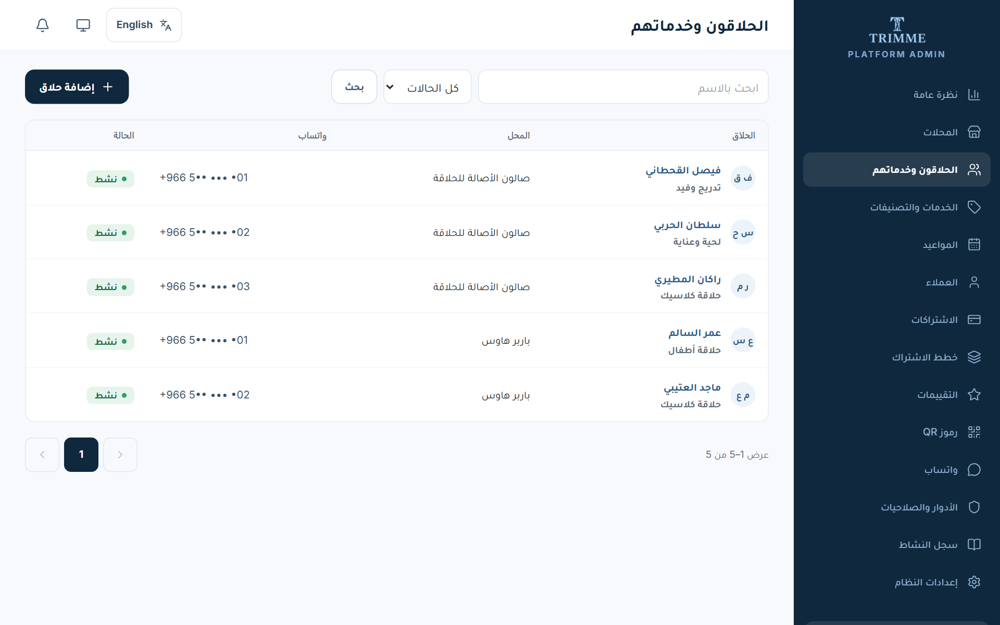 TRIMME
PLATFORM ADMIN
نظرة عامة
المحلات
الحلاقون وخدماتهم
الخدمات والتصنيفات
المواعيد
العملاء
الاشتراكات
خطط الاشتراك
التقييمات
رموز QR
واتساب
الأدوار والصلاحيات
سجل النشاط
إعدادات النظام
الحلاقون وخدماتهم
English
ابحث بالاسم
كل الحالات
بحث
إضافة حلاق
الحلاق المحل واتساب الحالة
ف ق فيصل القحطاني صالون الأصالة للحلاقة +966 5•• ••• •01 نشط
تدريج وفيد
س ح سلطان الحربي صالون الأصالة للحلاقة +966 5•• ••• •02 نشط
لحية وعناية
ر م راكان المطيري صالون الأصالة للحلاقة +966 5•• ••• •03 نشط
حلاقة كلاسيك
ع س عمر السالم باربر هاوس +966 5•• ••• •01 نشط
حلاقة أطفال
م ع ماجد العتيبي باربر هاوس +966 5•• ••• •02 نشط
حلاقة كلاسيك
عرض 1–5 من 5
1